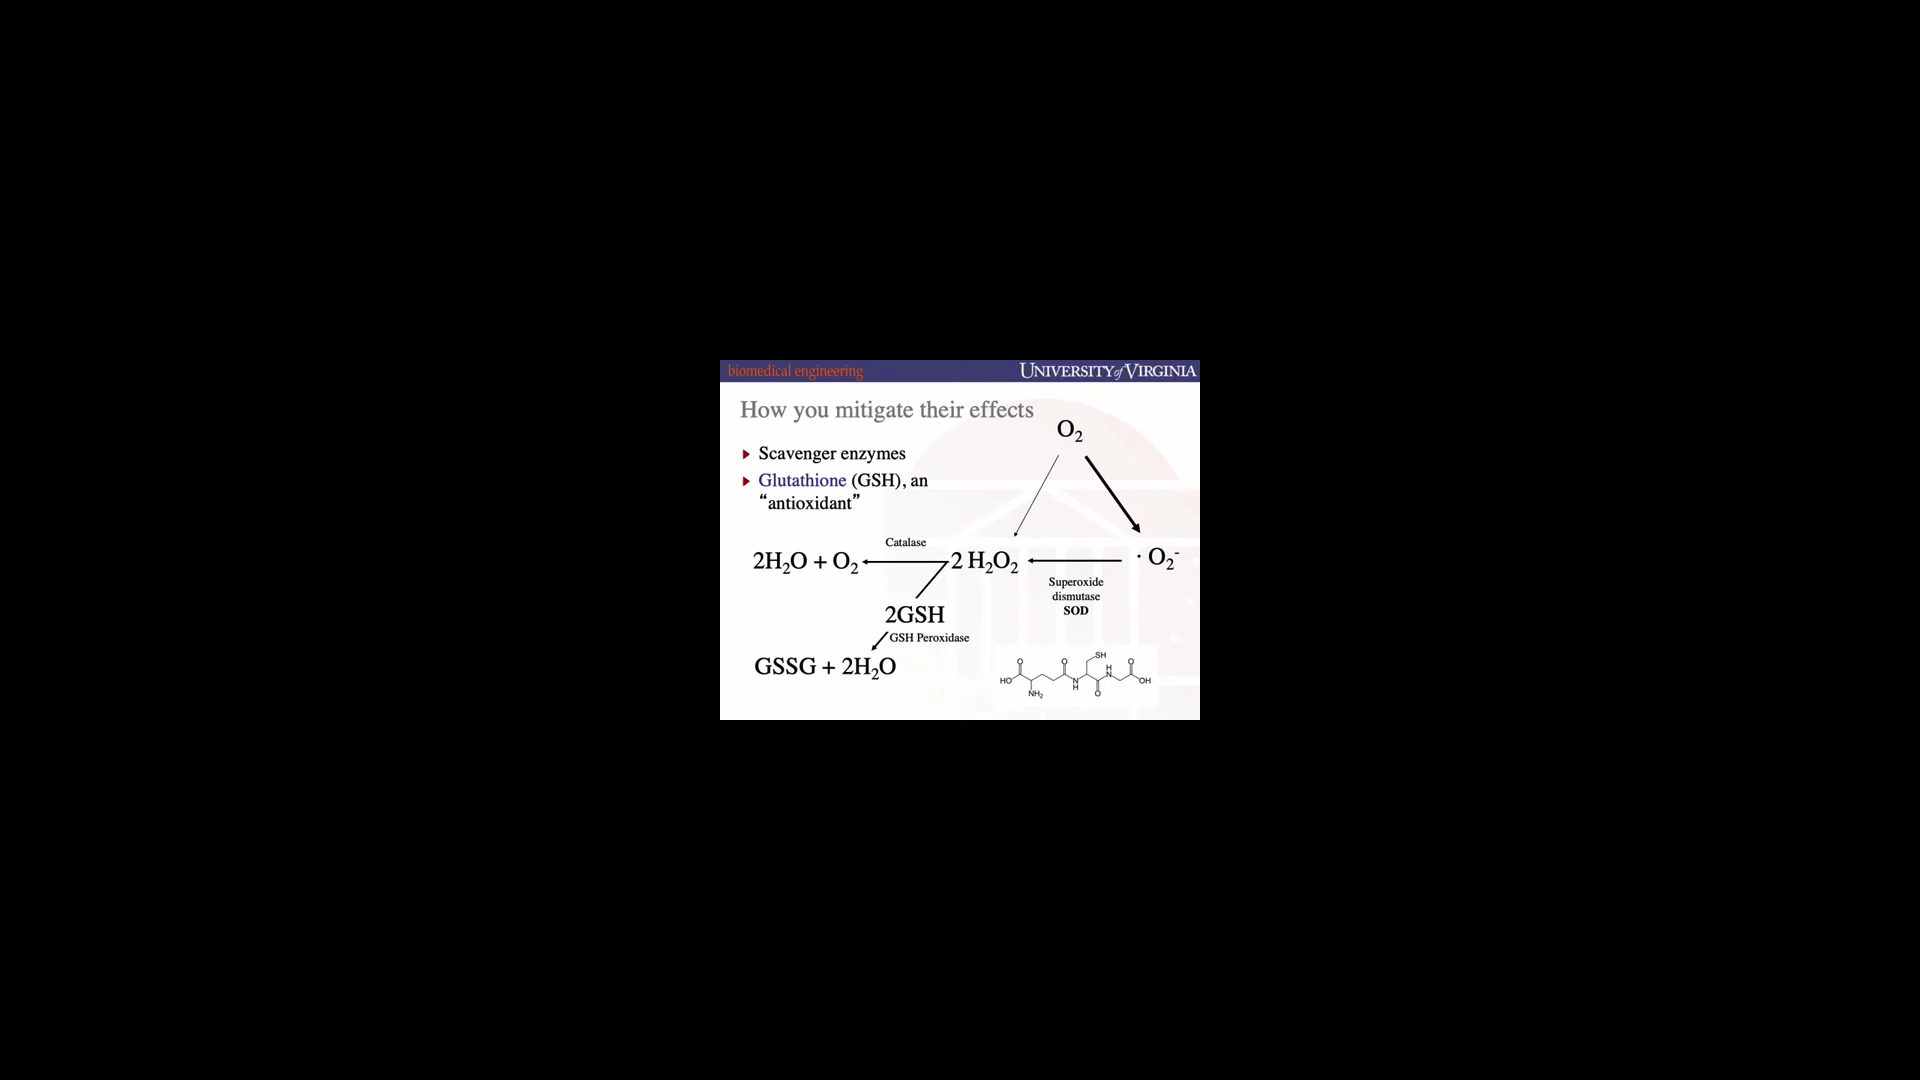 biomedical engineering
UNIVERSITY of VIRGINIA
How you mitigate their effects
O₂
Scavenger enzymes
Glutathione (GSH), an
“antioxidant”
Catalase
2H₂O + O₂
2 H₂O₂
· O₂⁻
Superoxide
dismutase
SOD
2GSH
GSH Peroxidase
GSSG + 2H₂O
SH
O
O
H
O
HO
N
N
OH
H
NH₂
O